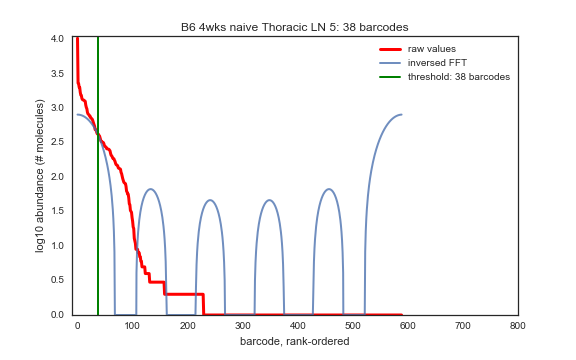 B6 4wks naive Thoracic LN 5: 38 barcodes
raw values
inversed FFT
threshold: 38 barcodes
log10 abundance (# molecules)
4.0
3.5
3.0
2.5
2.0
1.5
1.0
0.5
0.0
0 100 200 300 400 500 600 700 800
barcode, rank-ordered